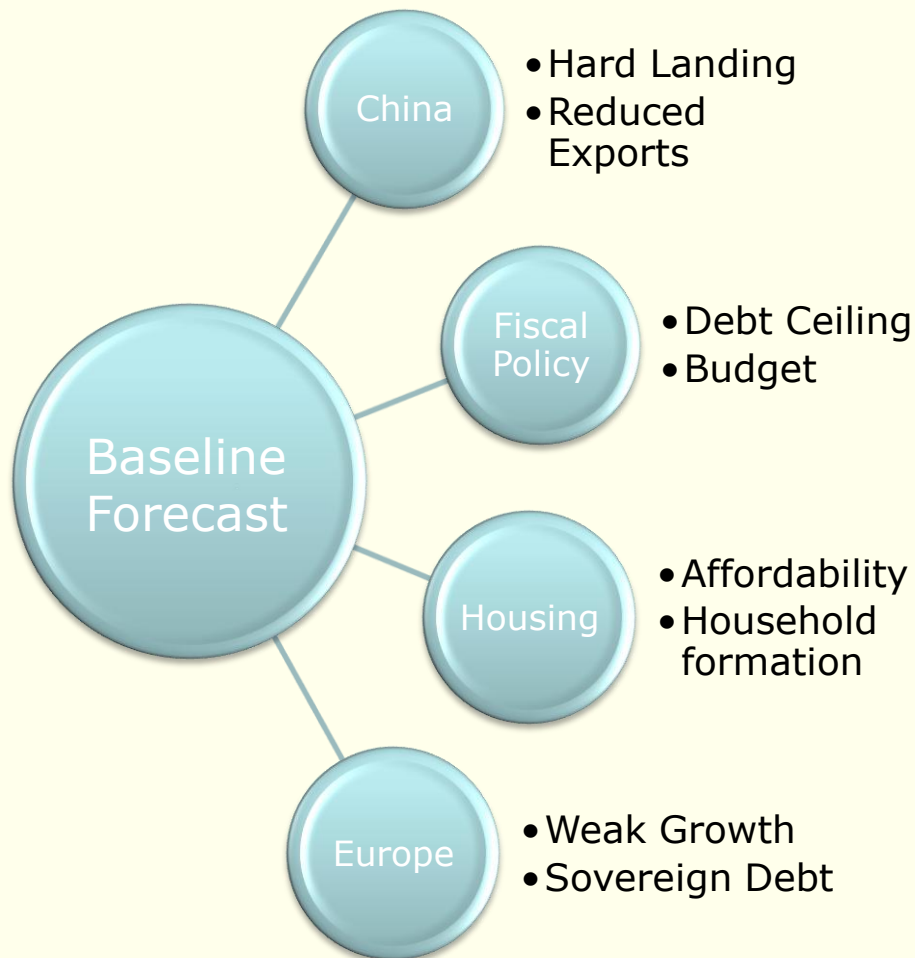 China
• Hard Landing
• Reduced
Exports
Fiscal
Policy
• Debt Ceiling
• Budget
Baseline
Forecast
Housing
• Affordability
• Household
formation
Europe
• Weak Growth
• Sovereign Debt